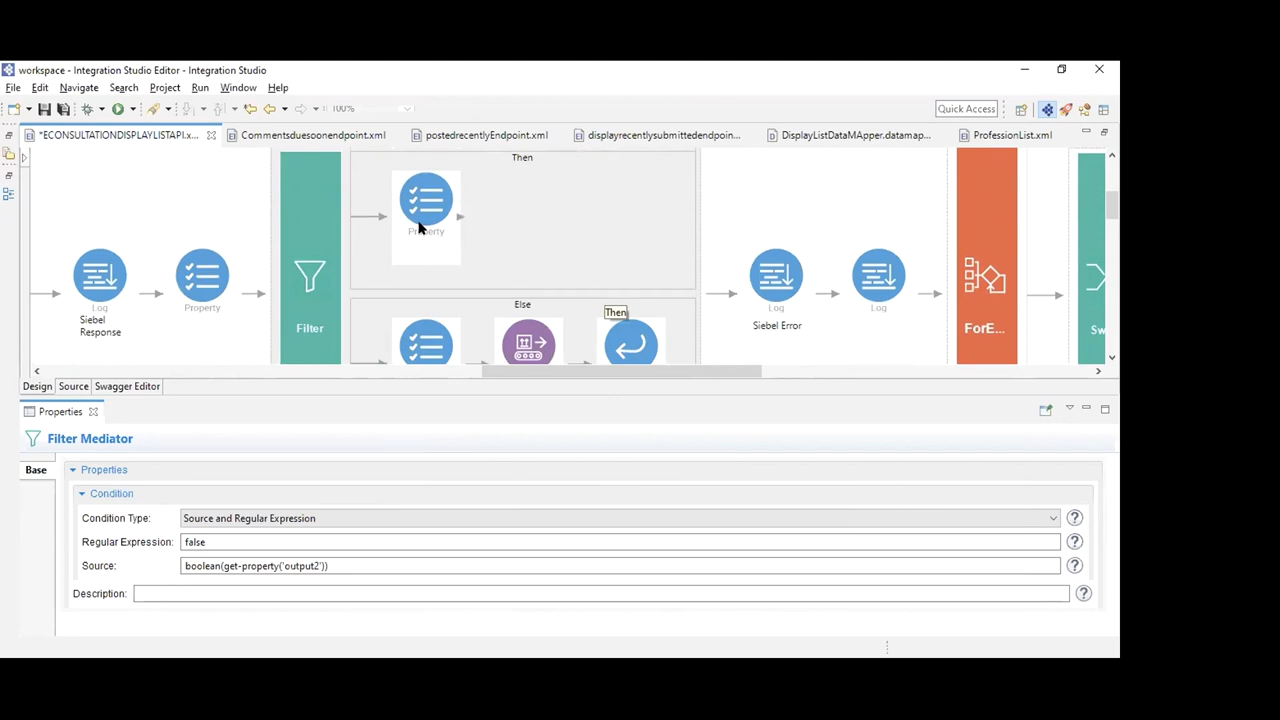 workspace - Integration Studio Editor - Integration Studio
File Edit Navigate Search Project Run Window Help
100% Quick Access
*ECONSULTATIONDISPLAYLISTAPI.x... Commentsduesoonendpoint.xml postedrecentlyEndpoint.xml displayrecentlysubmittedendpoin... DisplayListDataMApper.datamap... ProfessionList.xml
Then
Property
Else
Then
Log Property Log Log
Siebel
Response
Siebel Error
Filter ForE... Sw
Design Source Swagger Editor
Properties
Filter Mediator
Base Properties
Condition
Condition Type: Source and Regular Expression
Regular Expression: false
Source: boolean(get-property('output2'))
Description: